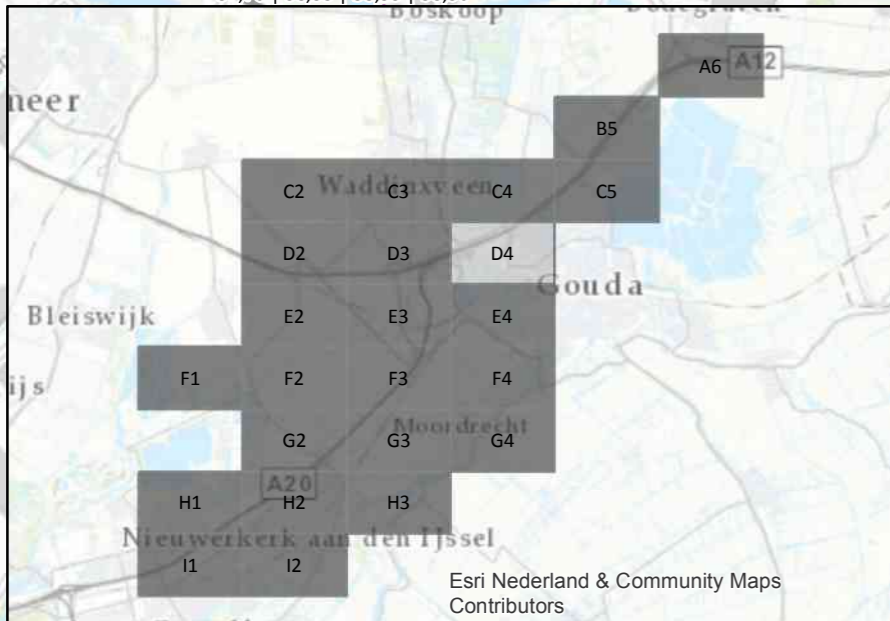 Boskoop
A6 A12
meer
B5
C2 Waddinxveen C3 C4 C5
D2 D3 D4
Gouda
Bleiswijk E2 E3 E4
ijs F1 F2 F3 F4
Moordrecht
G2 G3 G4
A20
H1 H2 H3
Nieuwerkerk aan den IJssel
I1 I2
Esri Nederland & Community Maps
Contributors